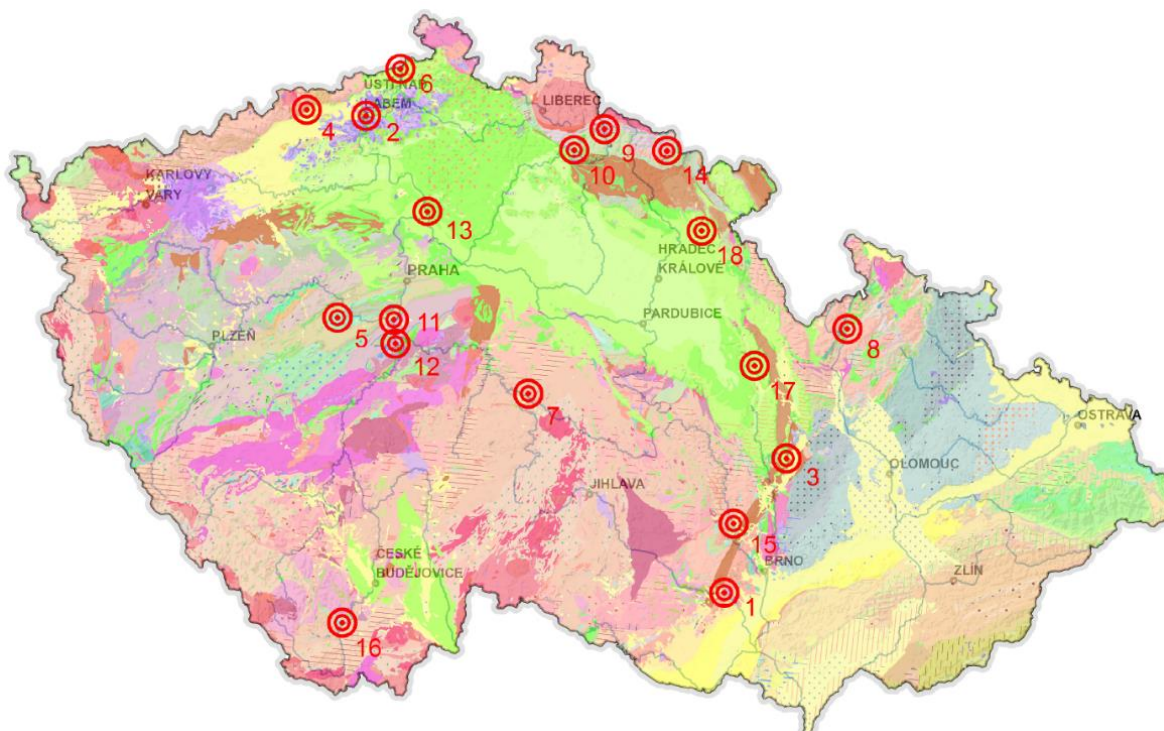 6
ÚSTÍ NAD
LABEM
4
2
LIBEREC
9
10
14
KARLOVY
VARY
13
18
HRADEC
KRÁLOVÉ
PRAHA
PARDUBICE
5
11
12
8
PLZEŇ
17
7
OSTRAVA
3
OLOMOUC
JIHLAVA
15
BRNO
ČESKÉ
BUDĚJOVICE
ZLÍN
1
16